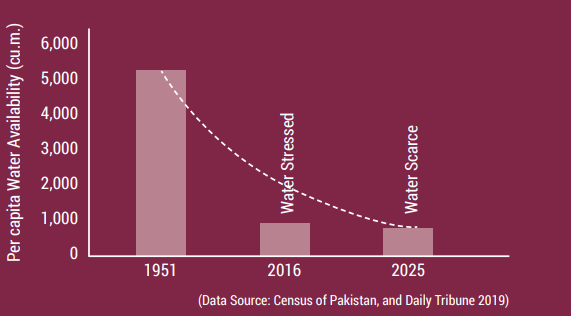 Per capita Water Availability (cu.m.)
6,000
5,000
4,000
3,000
2,000
1,000
0
Water Stressed
Water Scarce
1951
2016
2025
(Data Source: Census of Pakistan, and Daily Tribune 2019)